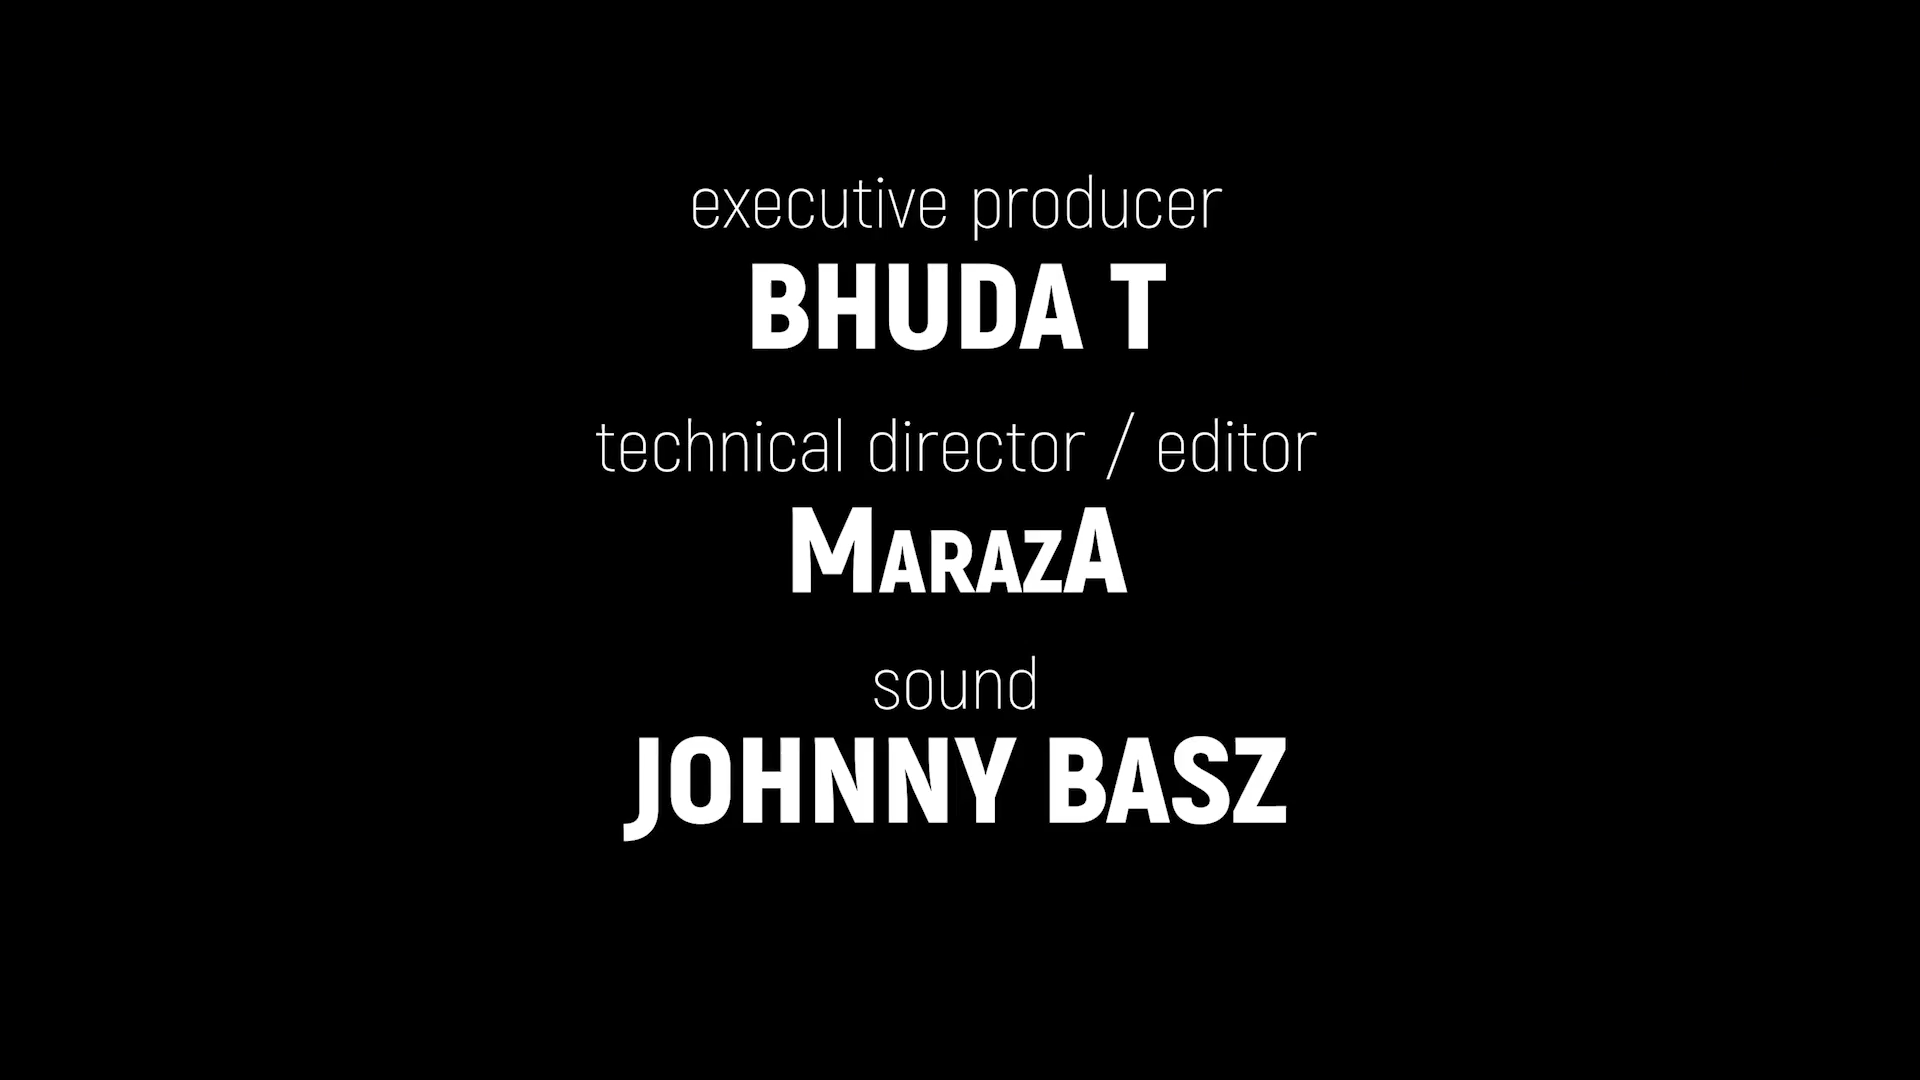 executive producer
BHUDA T
technical director / editor
MarazA
sound
JOHNNY BASZ